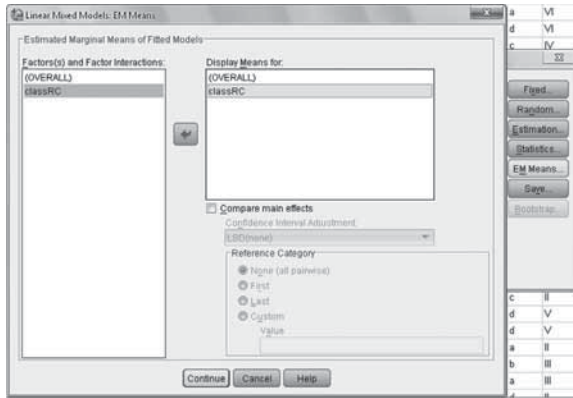 Linear Mixed Models: EM Means
Estimated Marginal Means of Fitted Models
Factors(s) and Factor Interactions:
(OVERALL)
classRC
Display Means for:
(OVERALL)
classRC
Compare main effects
Confidence Interval Adjustment:
LSD(none)
Reference Category
None (all pairwise)
First
Last
Custom
Value
Continue
Cancel
Help
a VI
d VI
c IV
Fixed...
Random...
Estimation...
Statistics...
EM Means...
Save...
Bootstrap...
c II
d V
d V
a II
b III
a III
d II